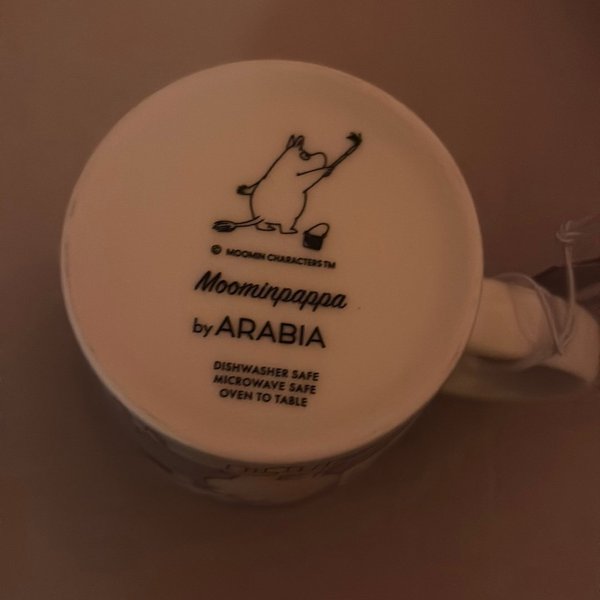 © MOOMIN CHARACTERS TM
Moominpappa
by ARABIA
DISHWASHER SAFE
MICROWAVE SAFE
OVEN TO TABLE